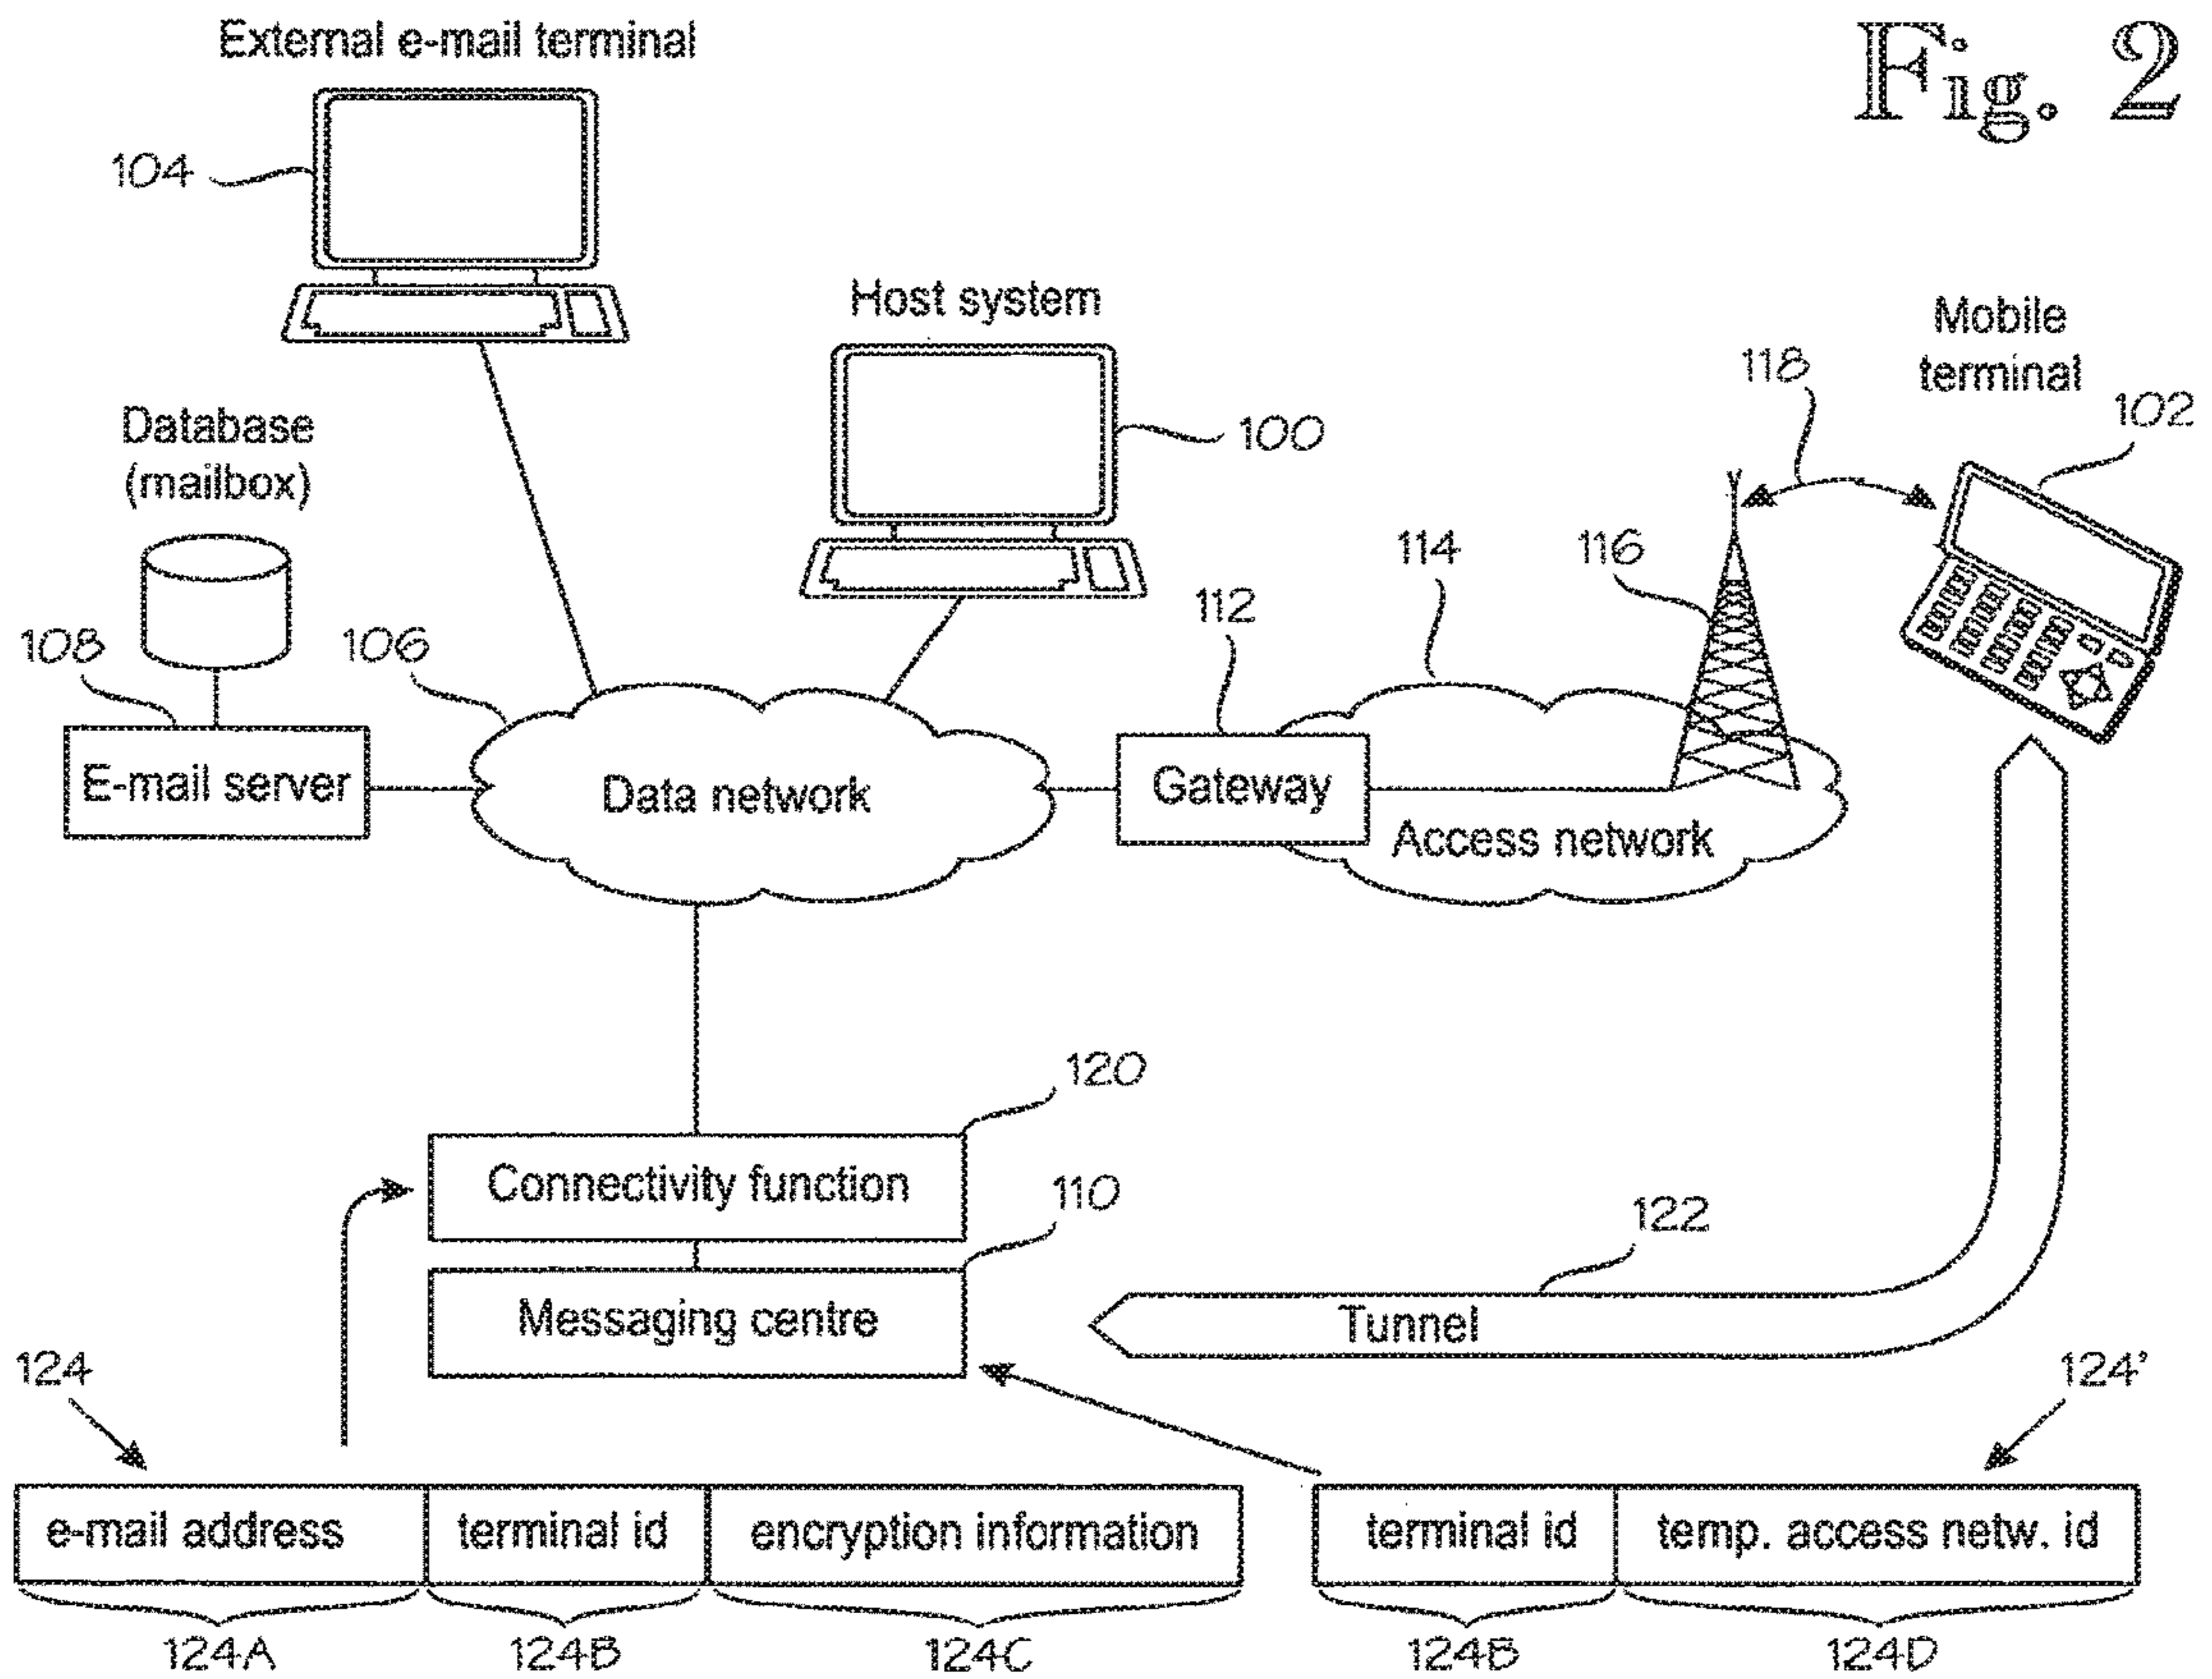 Fig. 2
External e-mail terminal
104
Host system
100
Mobile
terminal
118
102
Database
(mailbox)
114
116
112
108
106
E-mail server
Data network
Gateway
Access network
120
Connectivity function
110
Messaging centre
122
Tunnel
124
124'
e-mail address
terminal id
encryption information
terminal id
temp. access netw. id
124A
124B
124C
124B
124D